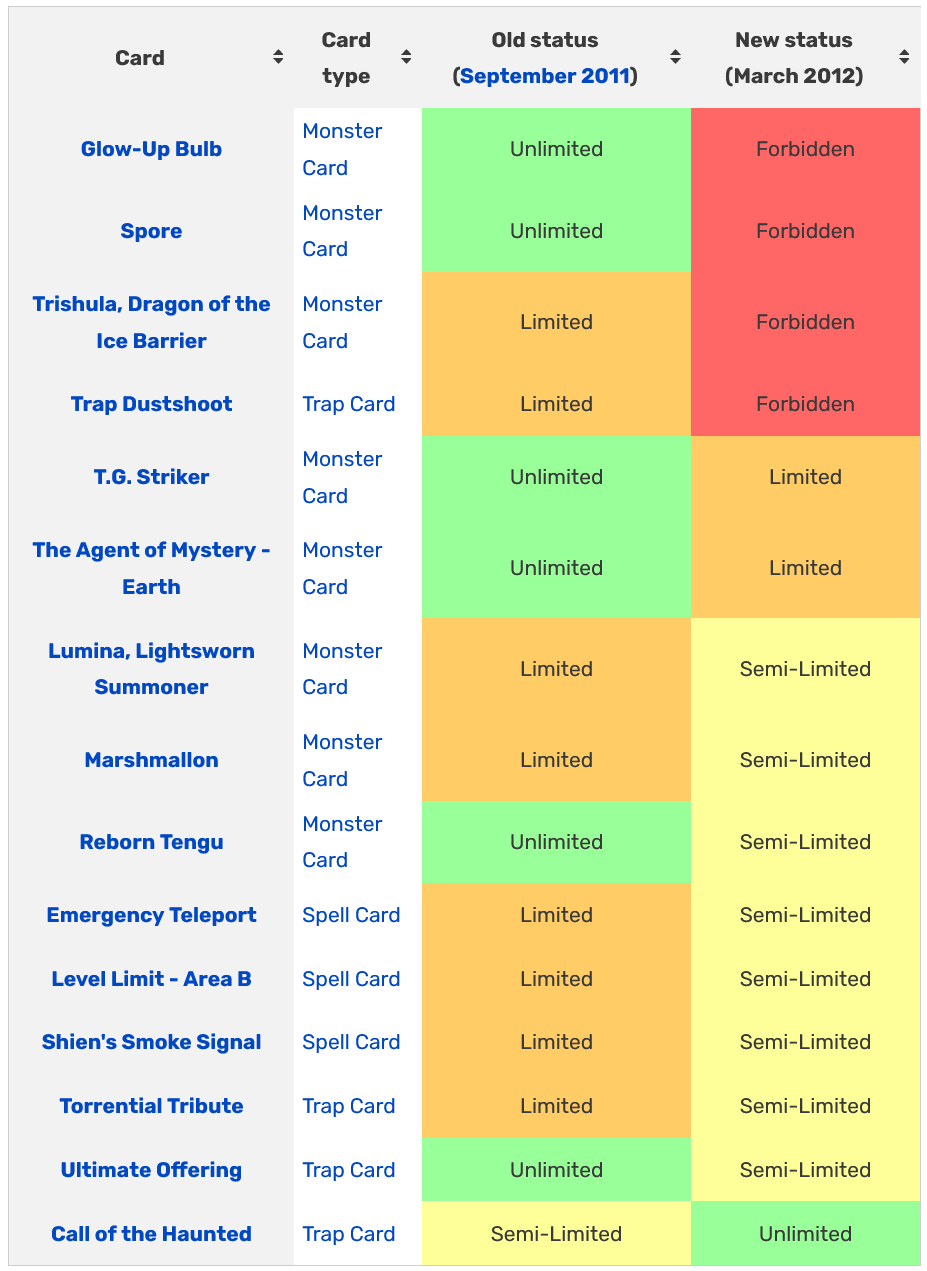 Card
Card type
Old status (September 2011)
New status (March 2012)
Glow-Up Bulb
Monster Card
Unlimited
Forbidden
Spore
Monster Card
Unlimited
Forbidden
Trishula, Dragon of the Ice Barrier
Monster Card
Limited
Forbidden
Trap Dustshoot
Trap Card
Limited
Forbidden
T.G. Striker
Monster Card
Unlimited
Limited
The Agent of Mystery - Earth
Monster Card
Unlimited
Limited
Lumina, Lightsworn Summoner
Monster Card
Limited
Semi-Limited
Marshmallon
Monster Card
Limited
Semi-Limited
Reborn Tengu
Monster Card
Unlimited
Semi-Limited
Emergency Teleport
Spell Card
Limited
Semi-Limited
Level Limit - Area B
Spell Card
Limited
Semi-Limited
Shien's Smoke Signal
Spell Card
Limited
Semi-Limited
Torrential Tribute
Trap Card
Limited
Semi-Limited
Ultimate Offering
Trap Card
Unlimited
Semi-Limited
Call of the Haunted
Trap Card
Semi-Limited
Unlimited